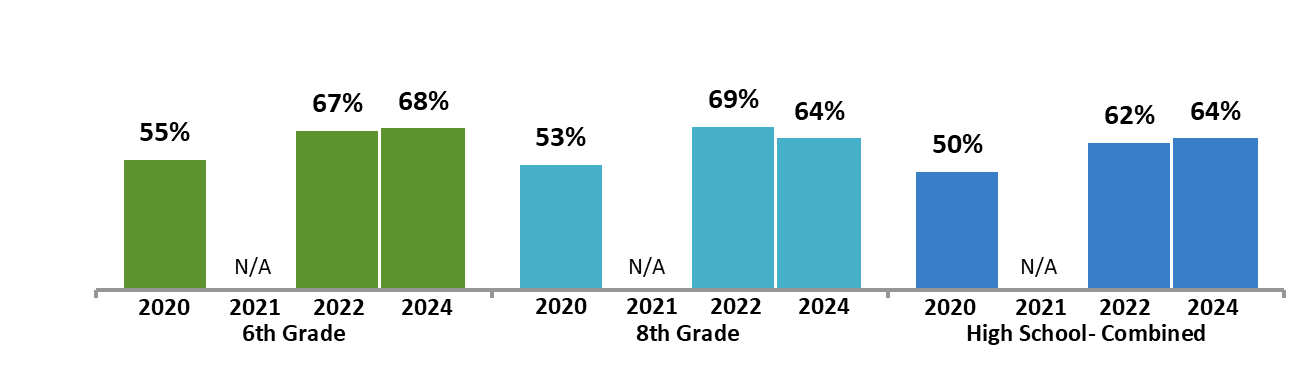 55% 67% 68% 53% 69% 64% 50% 62% 64%
N/A N/A N/A
2020 2021 2022 2024 2020 2021 2022 2024 2020 2021 2022 2024
6th Grade 8th Grade High School- Combined